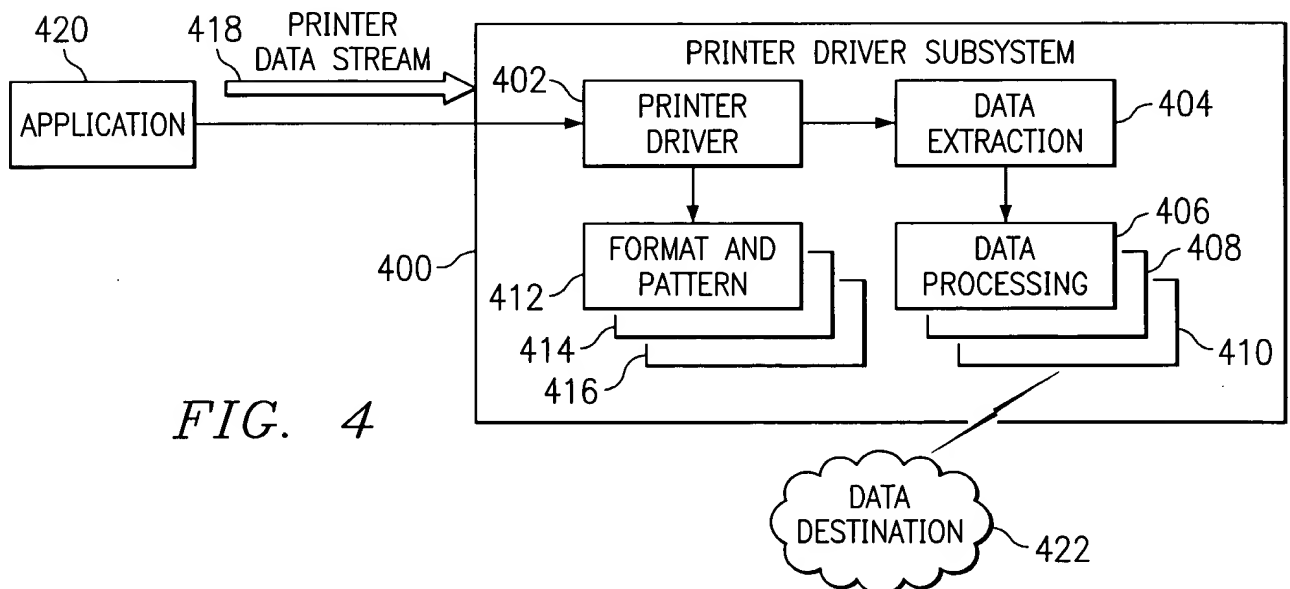 420
418
PRINTER
DATA STREAM
APPLICATION
PRINTER DRIVER SUBSYSTEM
402
PRINTER
DRIVER
DATA
EXTRACTION
404
400
412
FORMAT AND
PATTERN
414
416
DATA
PROCESSING
406
408
410
FIG. 4
DATA
DESTINATION
422